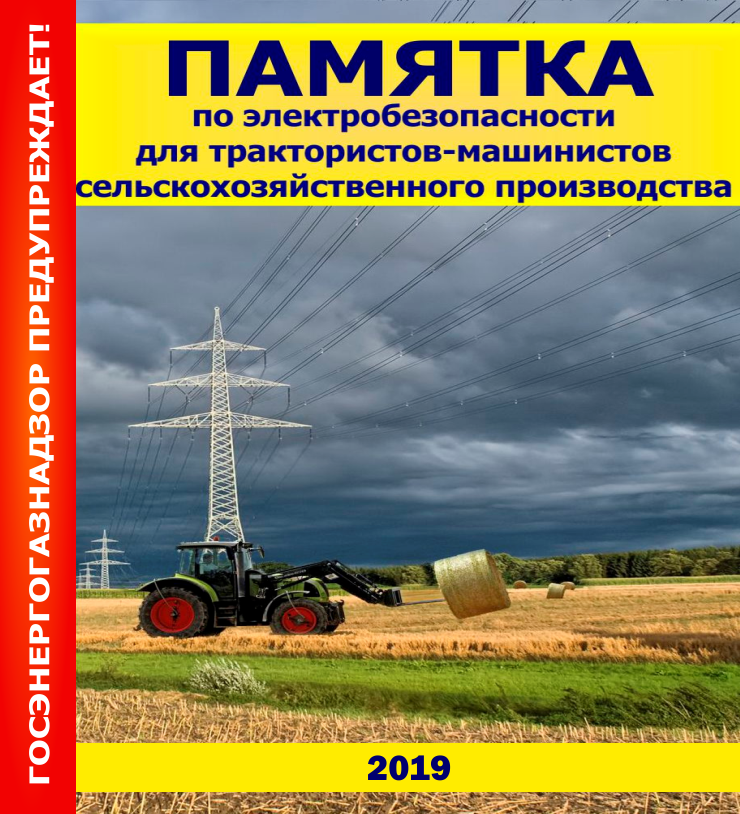 ГОСЭНЕРГОГАЗНАДЗОР ПРЕДУПРЕЖДАЕТ!
ПАМЯТКА
по электробезопасности
для трактористов-машинистов
сельскохозяйственного производства
2019